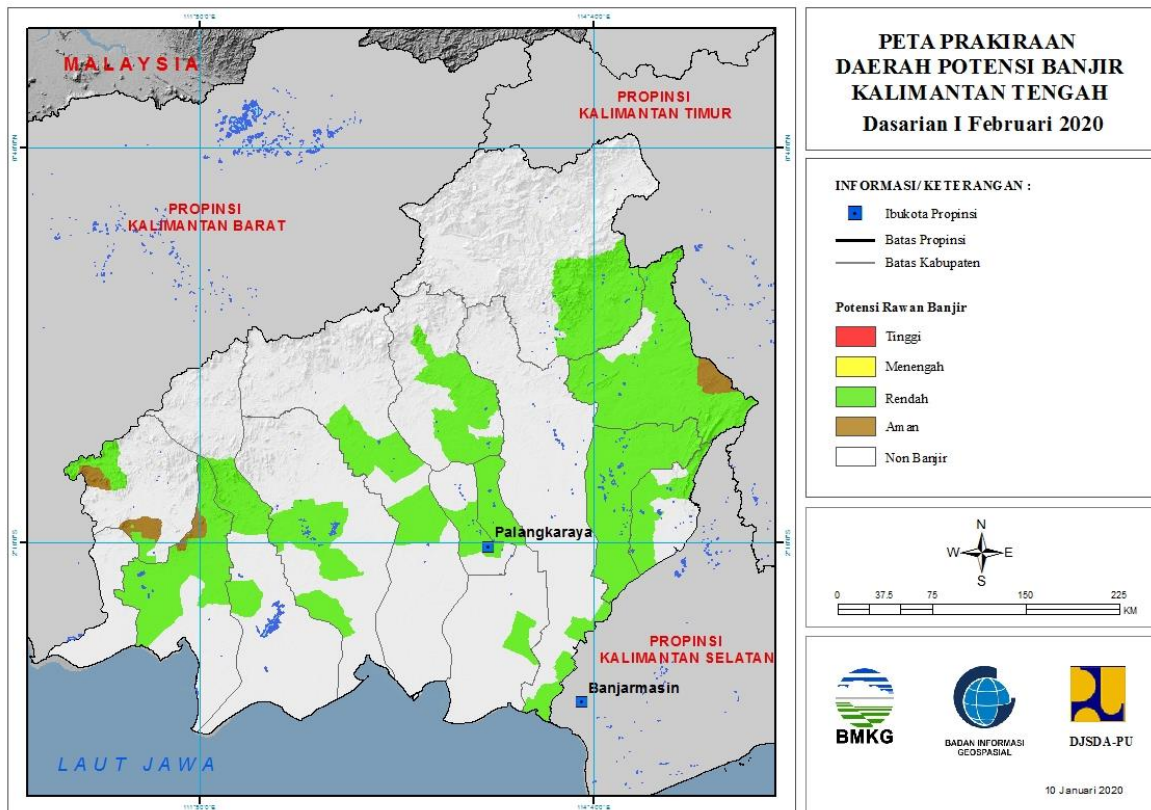 PETA PRAKIRAAN
DAERAH POTENSI BANJIR
KALIMANTAN TENGAH
Dasarian I Februari 2020
INFORMASI/ KETERANGAN :
Ibukota Propinsi
Batas Propinsi
Batas Kabupaten
Potensi Rawan Banjir
Tinggi
Menengah
Rendah
Aman
Non Banjir
N
W
E
S
0
37.5
75
150
225
KM
BMKG
BADAN INFORMASI
GEOSPASIAL
DJSDA-PU
10 Januari 2020
MALAYSIA
PROPINSI
KALIMANTAN TIMUR
PROPINSI
KALIMANTAN BARAT
Palangkaraya
PROPINSI
KALIMANTAN SELATAN
Banjarmasin
LAUT JAWA